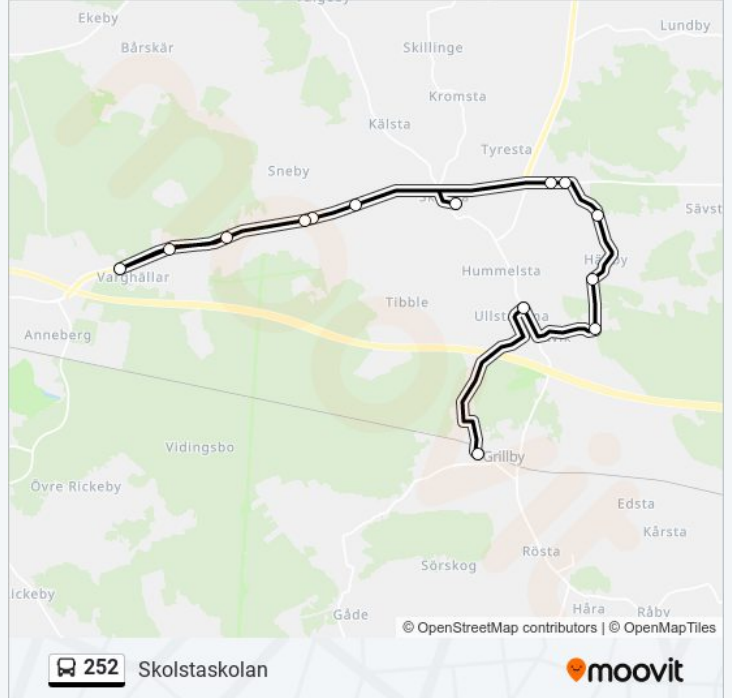 Ekeby
Lundby
Bårskär
Skillinge
Kromsta
Kälsta
Tyresta
Sneby
Sävst
Hummelsta
Varghällar
Tibble
Anneberg
Grillby
Vidingsbo
Övre Rickeby
Edsta
Kårsta
Rösta
Sörskog
ickeby
Gåde
Håra
Råby
© OpenStreetMap contributors | © OpenMapTiles
252 Skolstaskolan
moovit